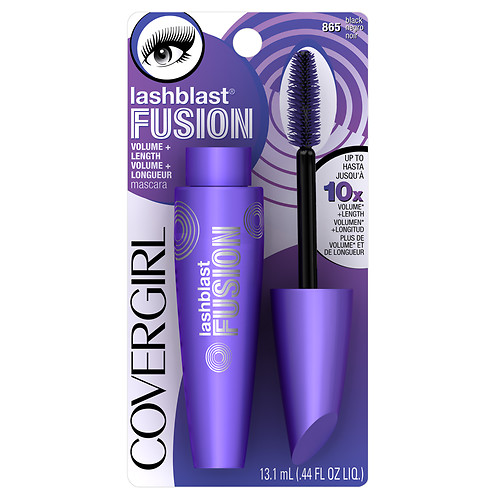 865
black
negro
noir
lashblast®
FUSION
VOLUME +
LENGTH
VOLUME +
LONGUEUR
mascara
UP TO
HASTA
JUSQU'À
10x
VOLUME*
+LENGTH
VOLUMEN*
+LONGITUD
PLUS DE
VOLUME* ET
DE LONGUEUR
COVERGIRL
lashblast
FUSION
13.1 mL (.44 FL OZ LIQ.)